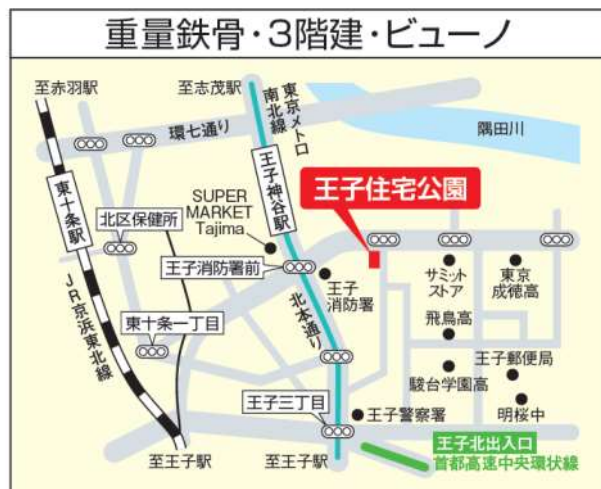 重量鉄骨・3階建・ビューノ
至赤羽駅
至志茂駅
東京メトロ
南北線
環七通り
隅田川
王子神谷駅
東十条駅
SUPER
MARKET
Tajima
王子住宅公園
北区保健所
王子消防署前
王子
消防署
サミット
ストア
東京
成徳高
JR京浜東北線
北本通り
飛鳥高
東十条一丁目
駿台学園高
王子郵便局
王子三丁目
王子警察署
明桜中
至王子駅
至王子駅
王子北出入口
首都高速中央環状線